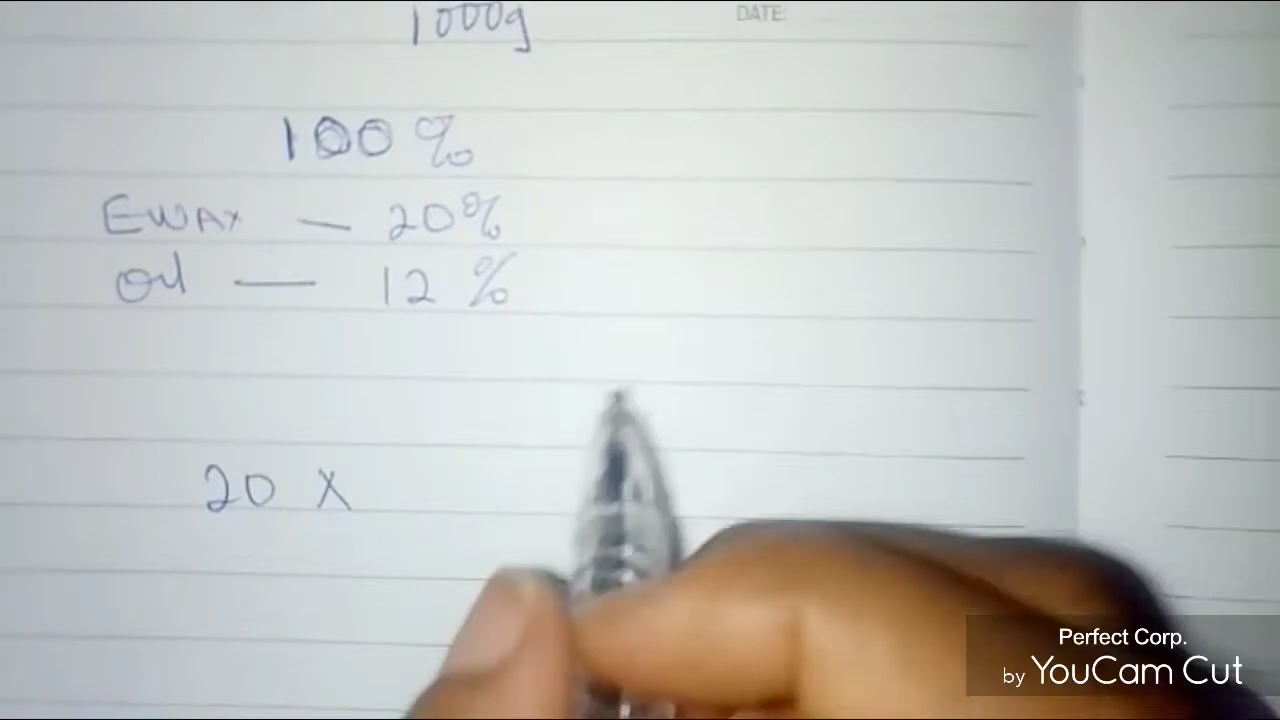 1000g
DATE:
100%
EWAX — 20%
Oil — 12%
20 X
Perfect Corp.
by YouCam Cut